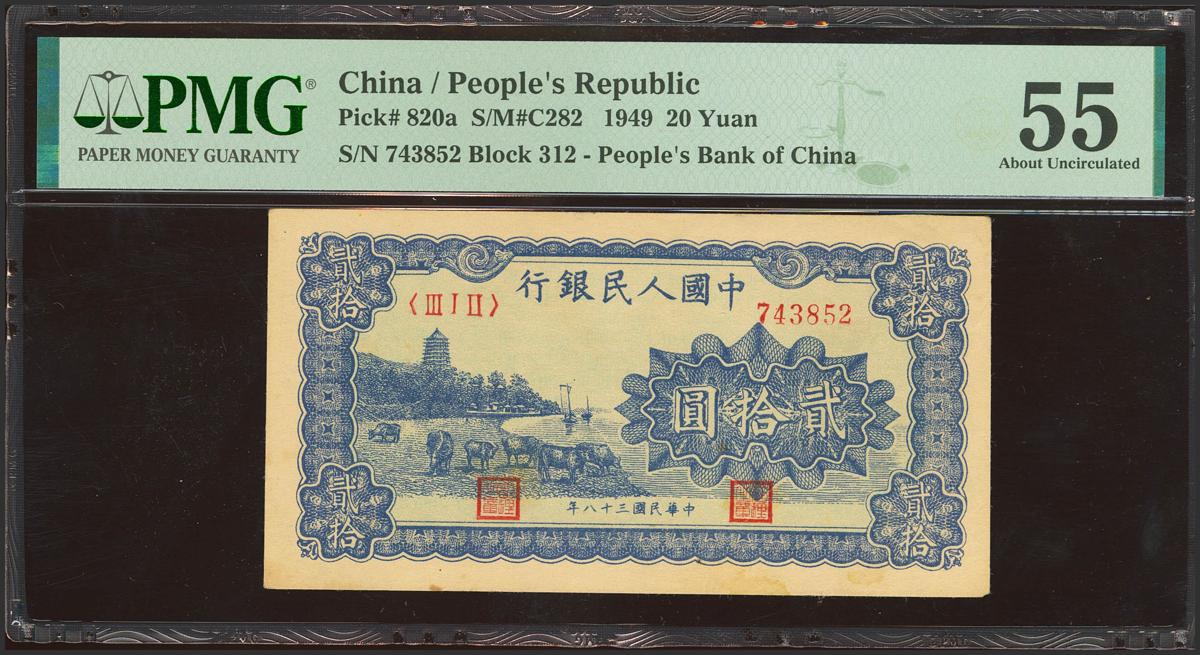 PMG®
PAPER MONEY GUARANTY
China / People's Republic
Pick# 820a S/M#C282 1949 20 Yuan
S/N 743852 Block 312 - People's Bank of China
55
About Uncirculated
貳拾
貳拾
行銀民人國中
〈ⅢⅠⅡ〉
743852
圓拾貳
貳拾
貳拾
年八十三國民華中